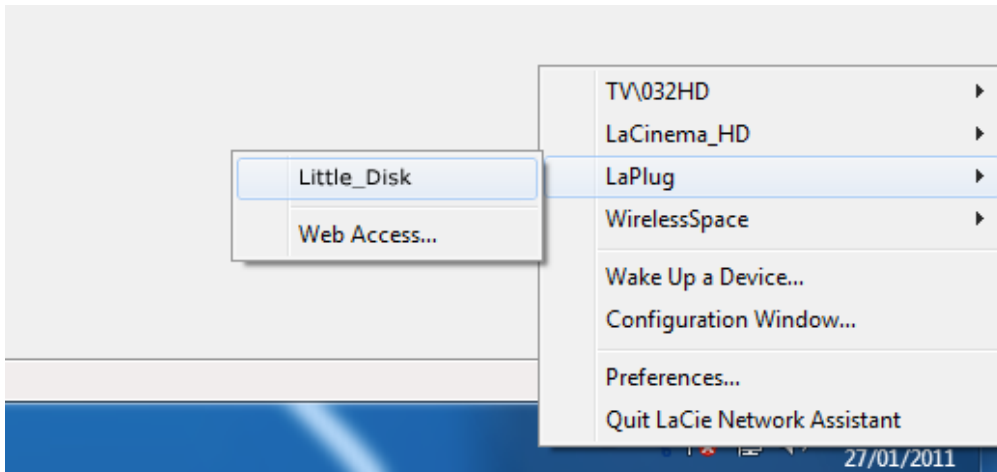 TV\032HD
LaCinema_HD
LaPlug
WirelessSpace
Wake Up a Device...
Configuration Window...
Preferences...
Quit LaCie Network Assistant
Little_Disk
Web Access...
27/01/2011